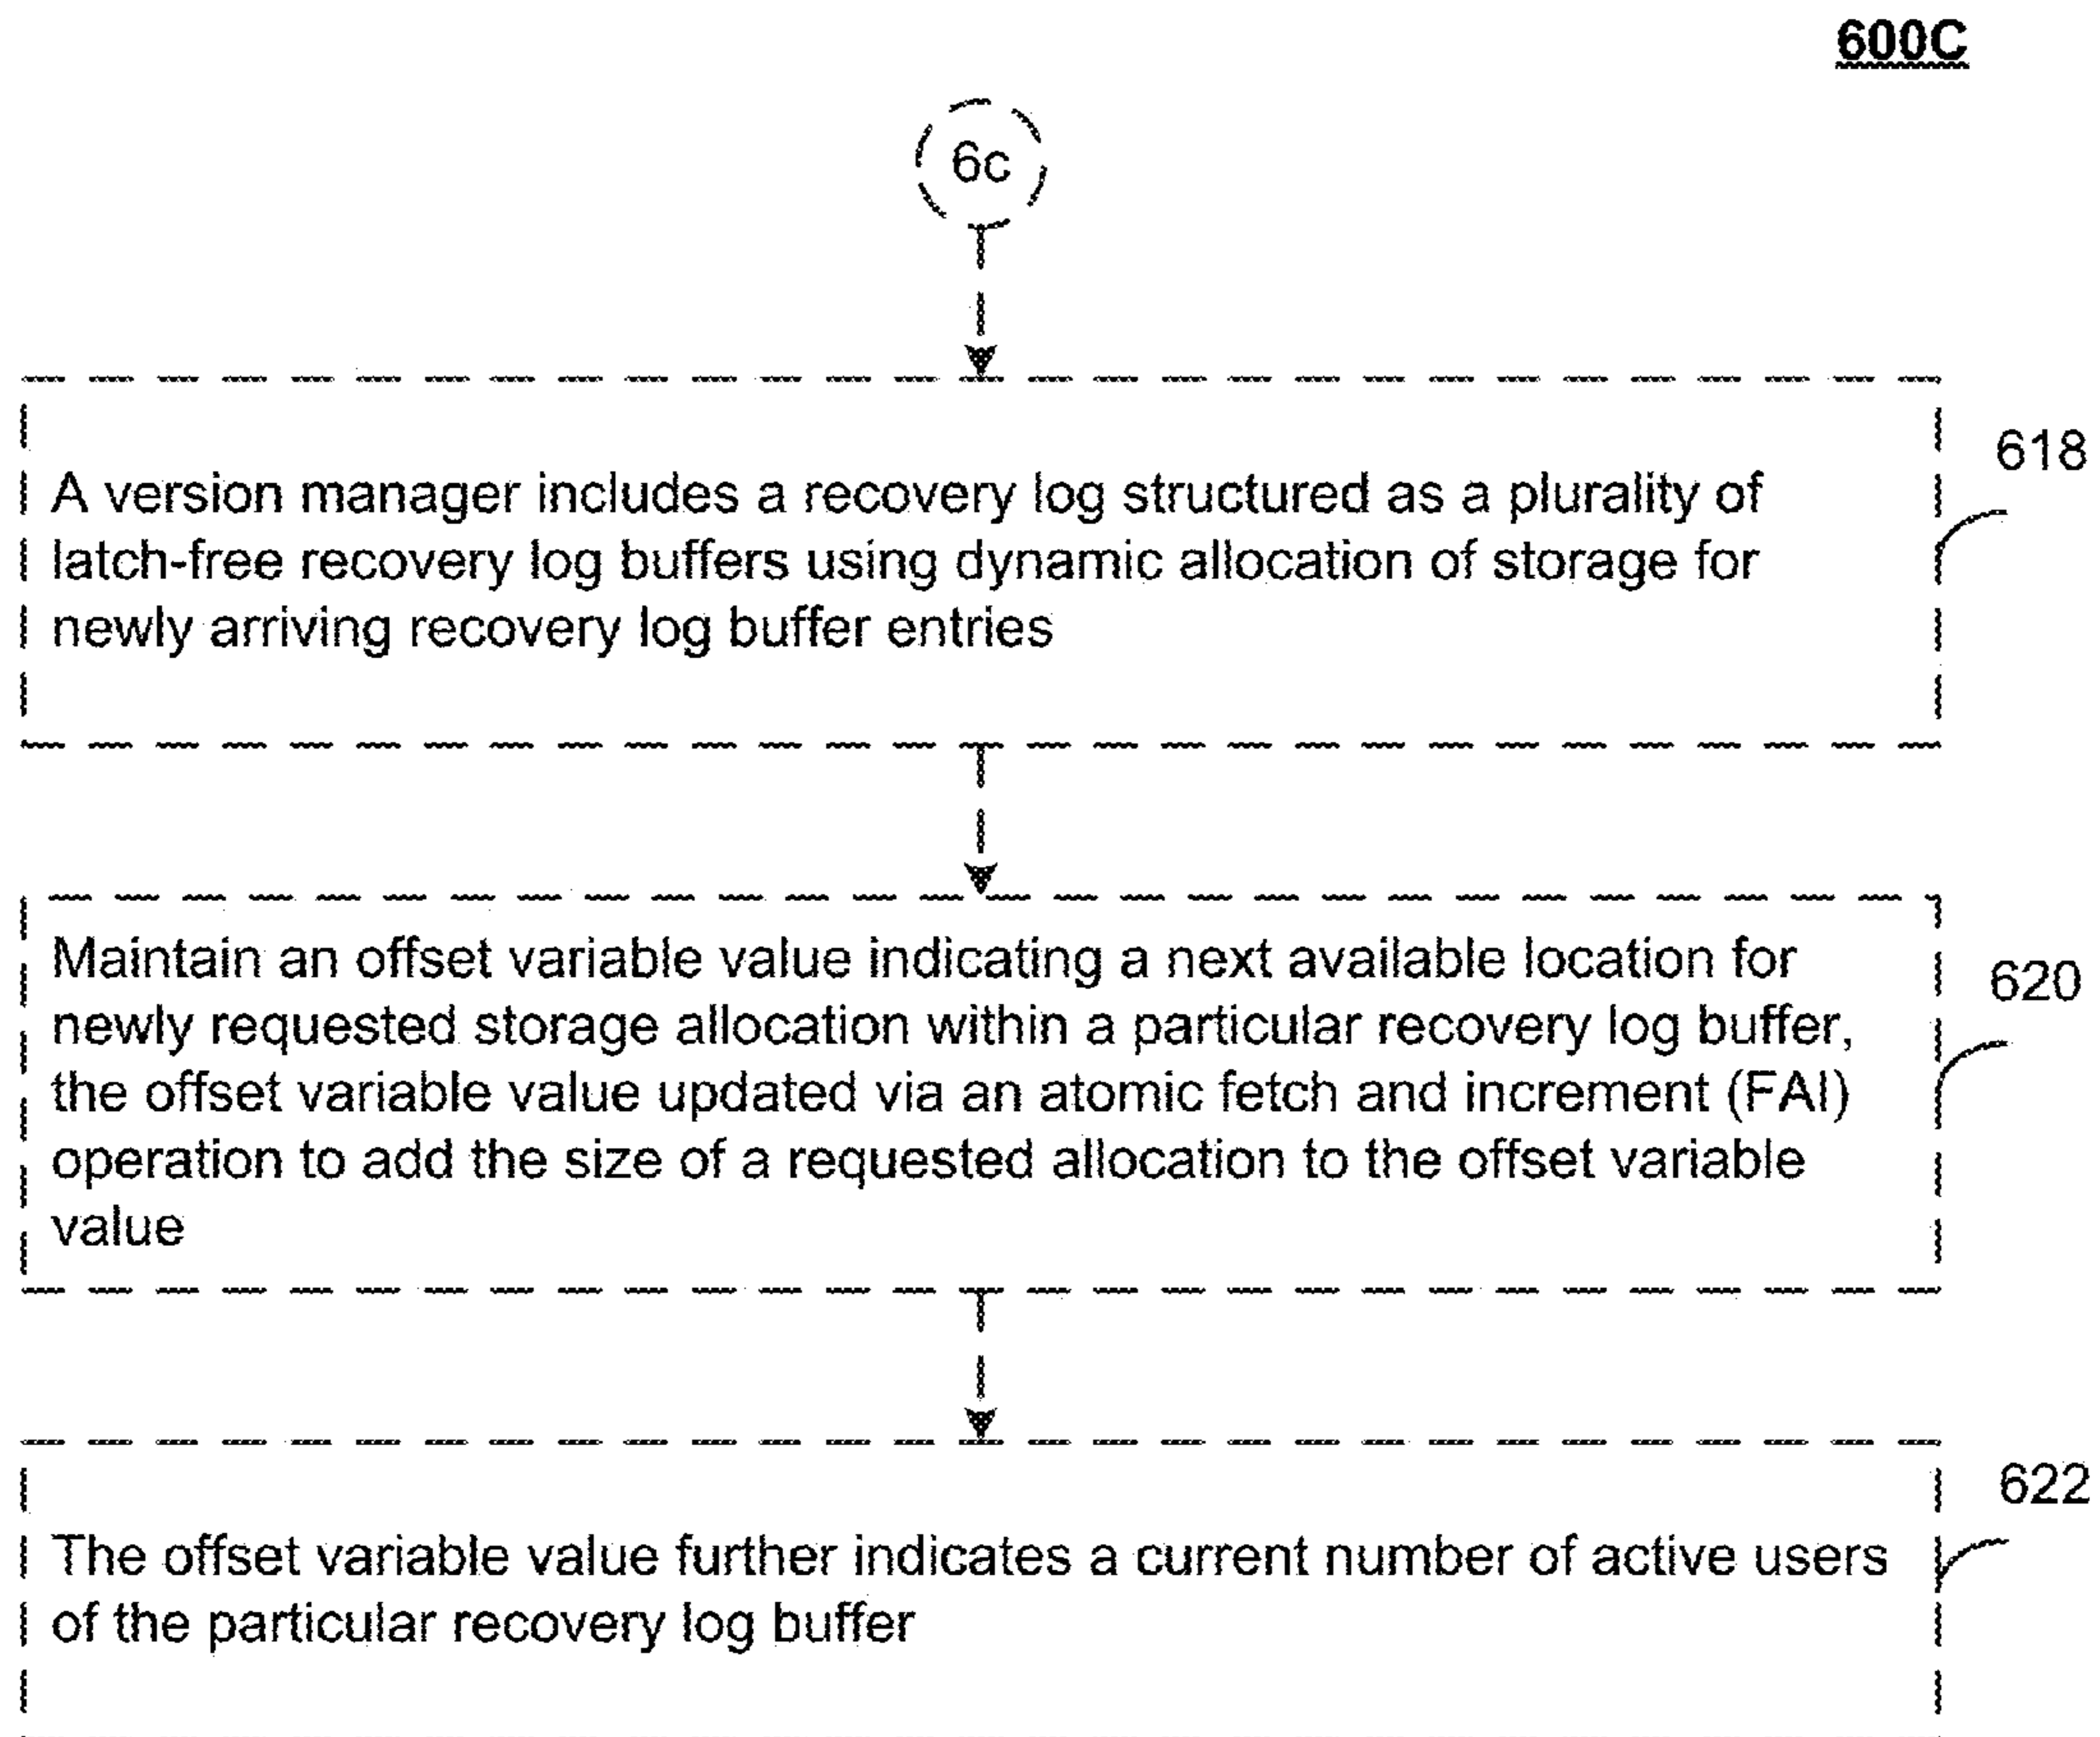 600C
6c
618
A version manager includes a recovery log structured as a plurality of
latch-free recovery log buffers using dynamic allocation of storage for
newly arriving recovery log buffer entries
620
Maintain an offset variable value indicating a next available location for
newly requested storage allocation within a particular recovery log buffer,
the offset variable value updated via an atomic fetch and increment (FAI)
operation to add the size of a requested allocation to the offset variable
value
622
The offset variable value further indicates a current number of active users
of the particular recovery log buffer